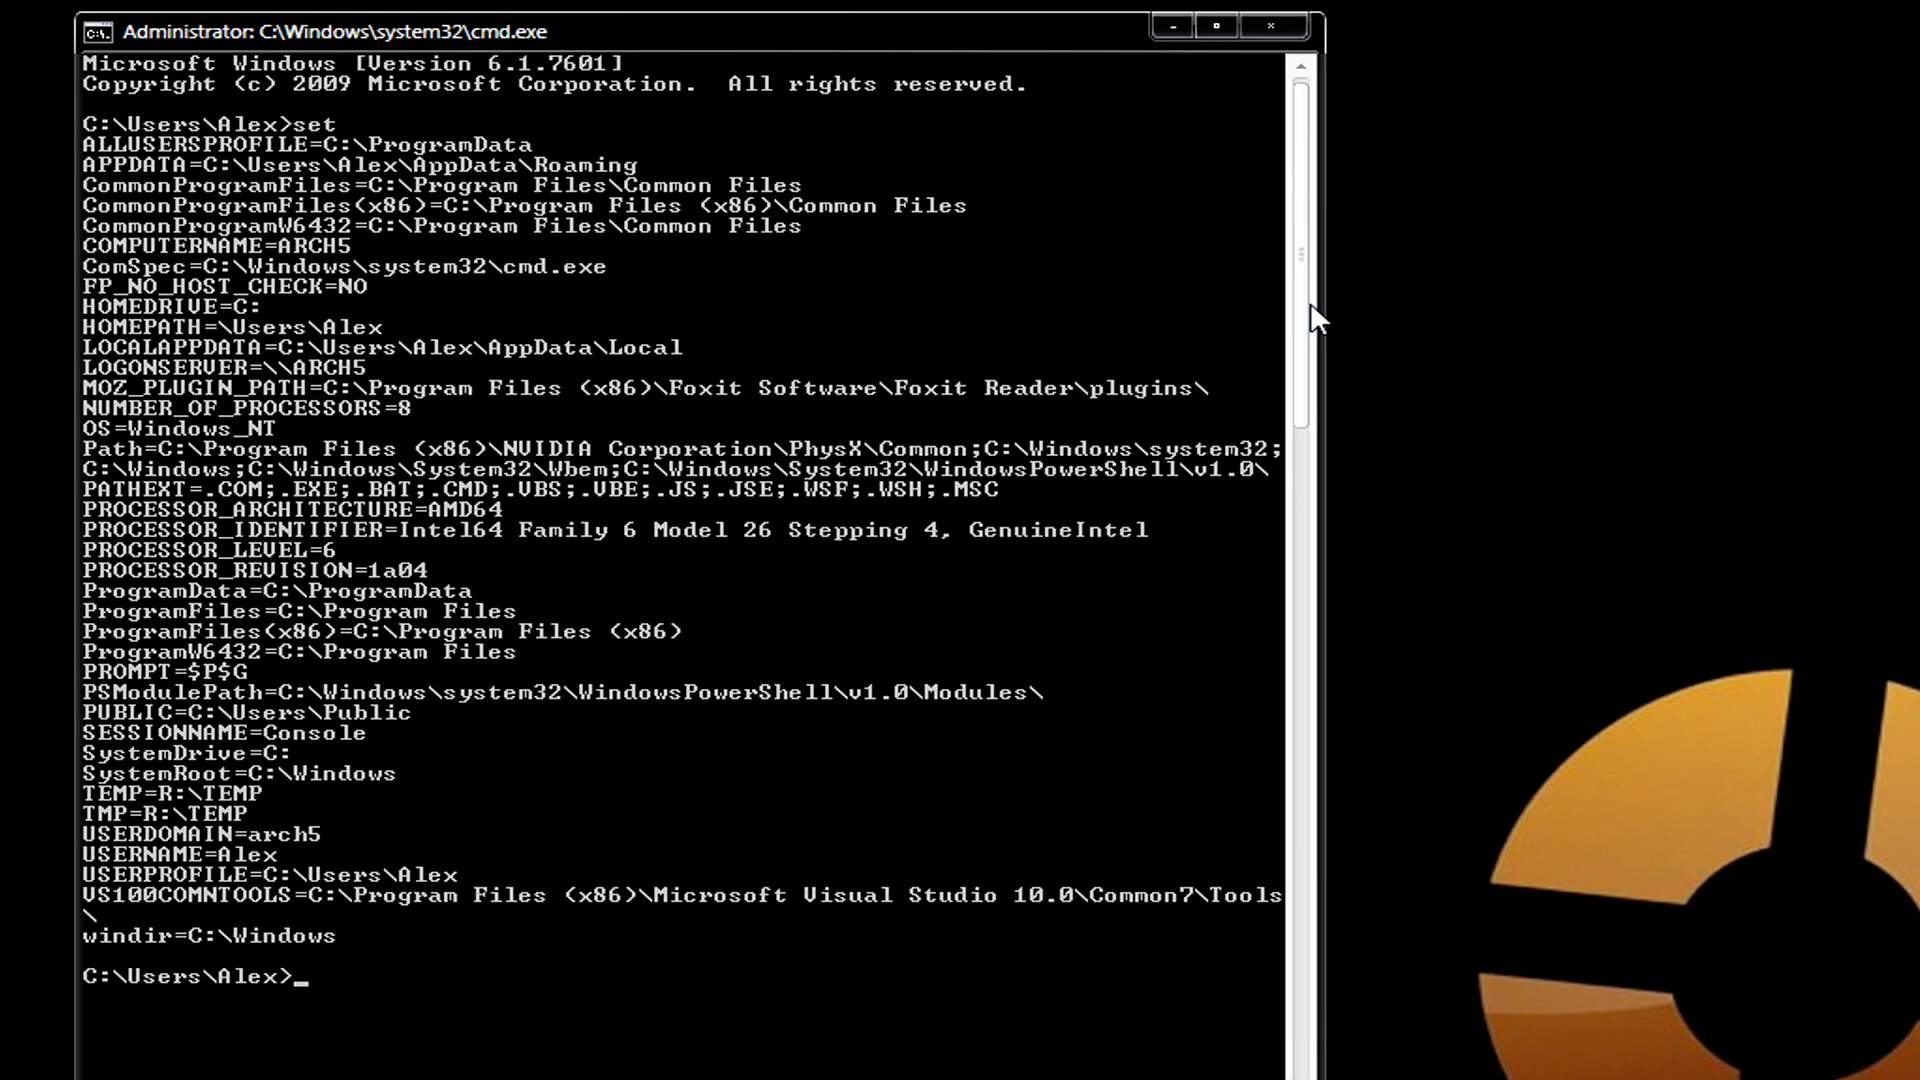 Administrator: C:\Windows\system32\cmd.exe
Microsoft Windows [Version 6.1.7601]
Copyright (c) 2009 Microsoft Corporation.  All rights reserved.
C:\Users\Alex>set
ALLUSERSPROFILE=C:\ProgramData
APPDATA=C:\Users\Alex\AppData\Roaming
CommonProgramFiles=C:\Program Files\Common Files
CommonProgramFiles(x86)=C:\Program Files (x86)\Common Files
CommonProgramW6432=C:\Program Files\Common Files
COMPUTERNAME=ARCH5
ComSpec=C:\Windows\system32\cmd.exe
FP_NO_HOST_CHECK=NO
HOMEDRIVE=C:
HOMEPATH=\Users\Alex
LOCALAPPDATA=C:\Users\Alex\AppData\Local
LOGONSERVER=\\ARCH5
MOZ_PLUGIN_PATH=C:\Program Files (x86)\Foxit Software\Foxit Reader\plugins\
NUMBER_OF_PROCESSORS=8
OS=Windows_NT
Path=C:\Program Files (x86)\NVIDIA Corporation\PhysX\Common;C:\Windows\system32;
C:\Windows;C:\Windows\System32\Wbem;C:\Windows\System32\WindowsPowerShell\v1.0\
PATHEXT=.COM;.EXE;.BAT;.CMD;.VBS;.VBE;.JS;.JSE;.WSF;.WSH;.MSC
PROCESSOR_ARCHITECTURE=AMD64
PROCESSOR_IDENTIFIER=Intel64 Family 6 Model 26 Stepping 4, GenuineIntel
PROCESSOR_LEVEL=6
PROCESSOR_REVISION=1a04
ProgramData=C:\ProgramData
ProgramFiles=C:\Program Files
ProgramFiles(x86)=C:\Program Files (x86)
ProgramW6432=C:\Program Files
PROMPT=$P$G
PSModulePath=C:\Windows\system32\WindowsPowerShell\v1.0\Modules\
PUBLIC=C:\Users\Public
SESSIONNAME=Console
SystemDrive=C:
SystemRoot=C:\Windows
TEMP=R:\TEMP
TMP=R:\TEMP
USERDOMAIN=arch5
USERNAME=Alex
USERPROFILE=C:\Users\Alex
VS100COMNTOOLS=C:\Program Files (x86)\Microsoft Visual Studio 10.0\Common7\Tools
\
windir=C:\Windows
C:\Users\Alex>_